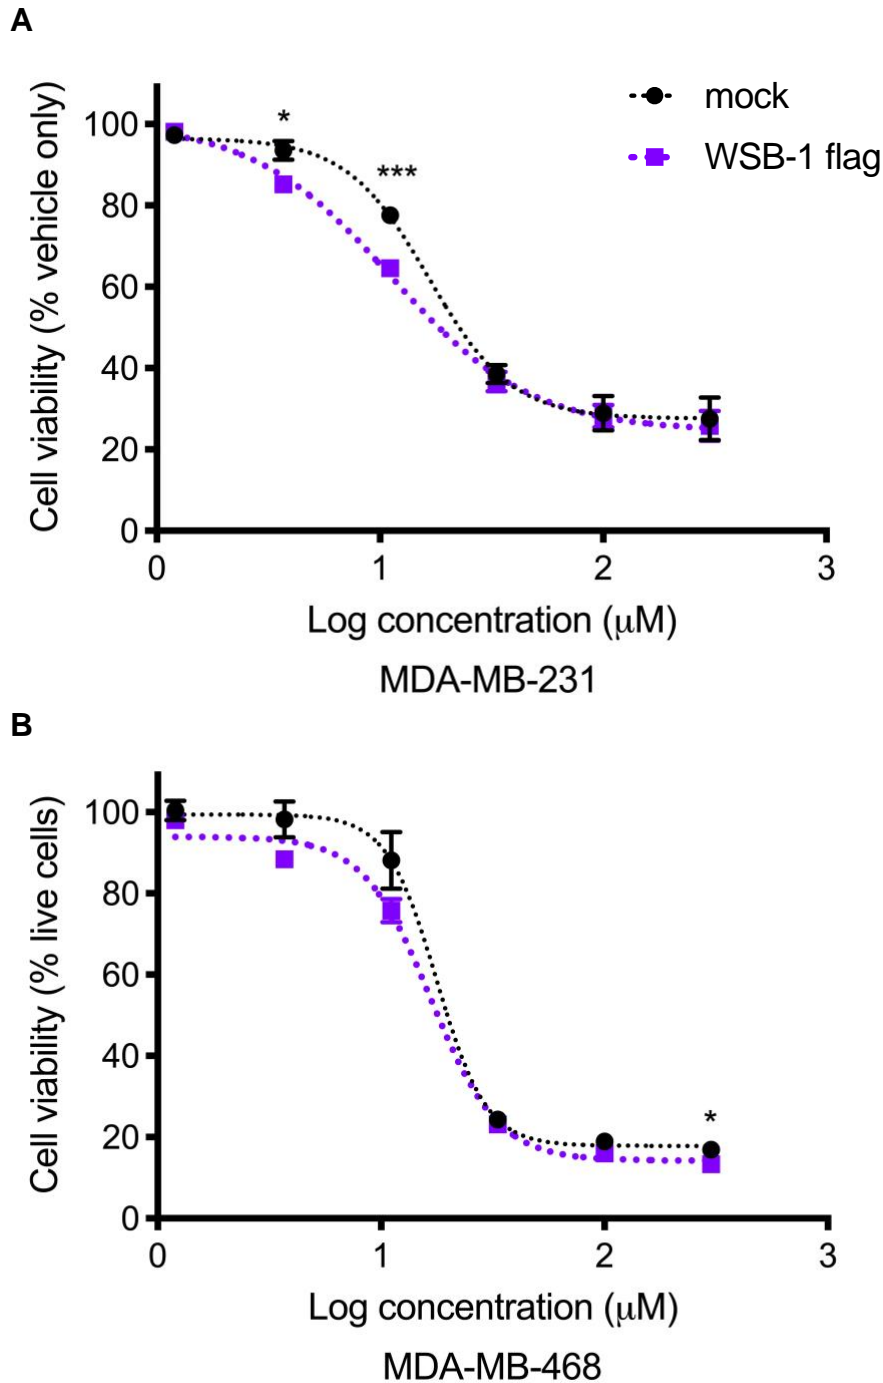 A
mock
WSB-1 flag
*
***
100
80
60
40
20
0
0 1 2 3
Cell viability (% vehicle only)
Log concentration (μM)
MDA-MB-231
B
100
80
60
40
20
0
*
0 1 2 3
Cell viability (% live cells)
Log concentration (μM)
MDA-MB-468